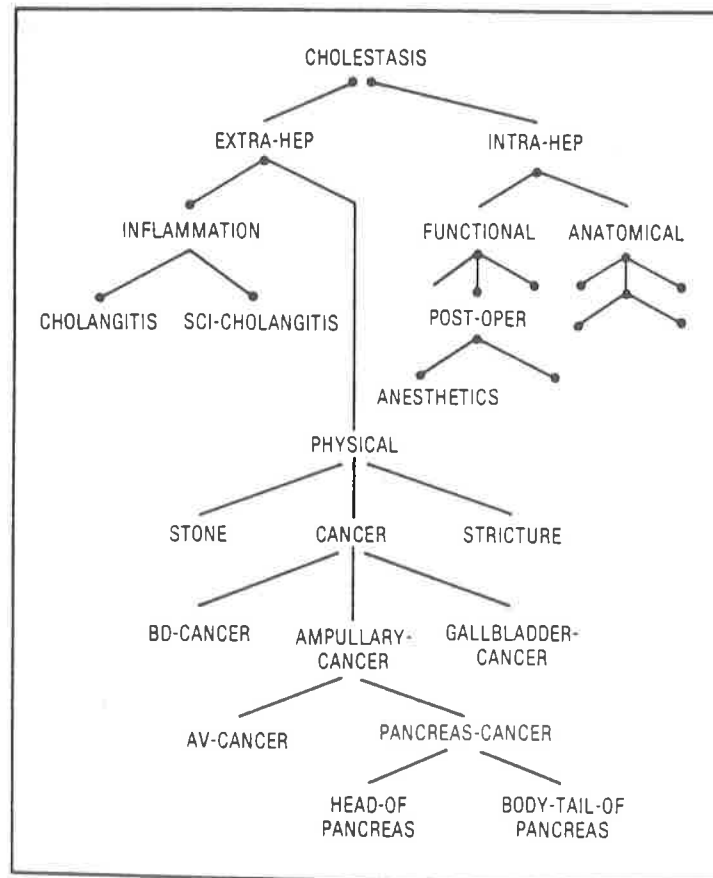 CHOLESTASIS
EXTRA-HEP
INTRA-HEP
INFLAMMATION
FUNCTIONAL
ANATOMICAL
CHOLANGITIS
SCI-CHOLANGITIS
POST-OPER
ANESTHETICS
PHYSICAL
STONE
CANCER
STRICTURE
BD-CANCER
AMPULLARY-
CANCER
GALLBLADDER-
CANCER
AV-CANCER
PANCREAS-CANCER
HEAD-OF
PANCREAS
BODY-TAIL-OF
PANCREAS